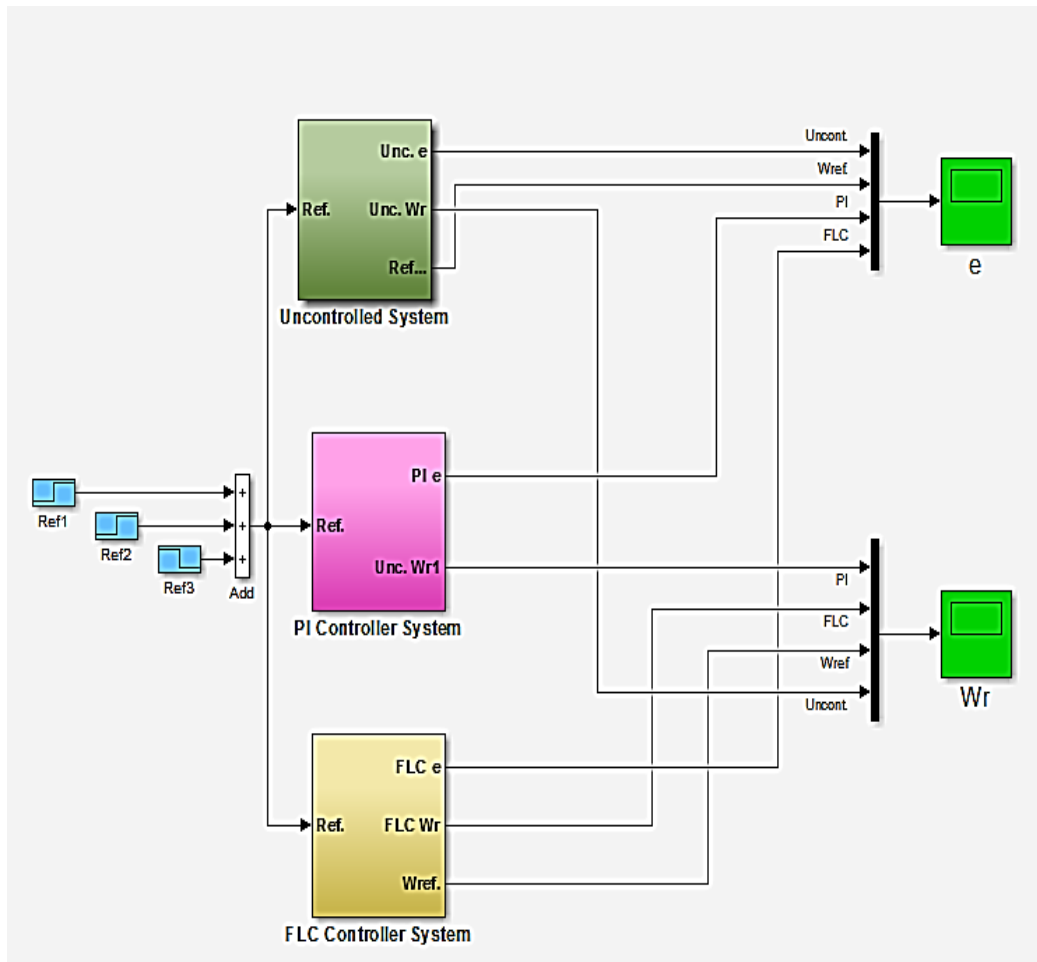 Unc. e
Ref.
Unc. Wr
Ref...
Uncontrolled System
Uncont.
Wref.
PI
FLC
e
Ref1
Ref2
Ref3
+
+
+
Add
PI e
Ref.
Unc. Wr1
PI Controller System
PI
FLC
Wref
Uncont.
Wr
FLC e
Ref.
FLC Wr
Wref.
FLC Controller System